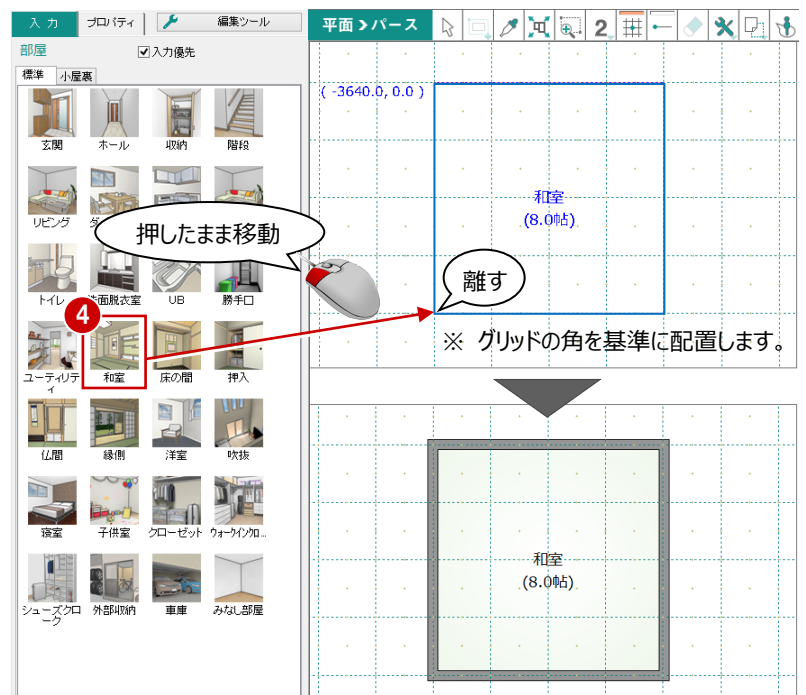 入 力 プロパティ 編集ツール
部屋 入力優先
標準 小屋裏
玄関 ホール 収納 階段
リビング
トイレ 洗面脱衣室 UB 勝手口
ユーティリティ 和室 床の間 押入
仏間 縁側 洋室 吹抜
寝室 子供室 クローゼット ウォークインクロ...
シューズクローク 外部収納 車庫 みなし部屋
押したまま移動
4
平面 パース
2
( -3640.0, 0.0 )
和室
(8.0帖)
離す
※ グリッドの角を基準に配置します。
和室
(8.0帖)